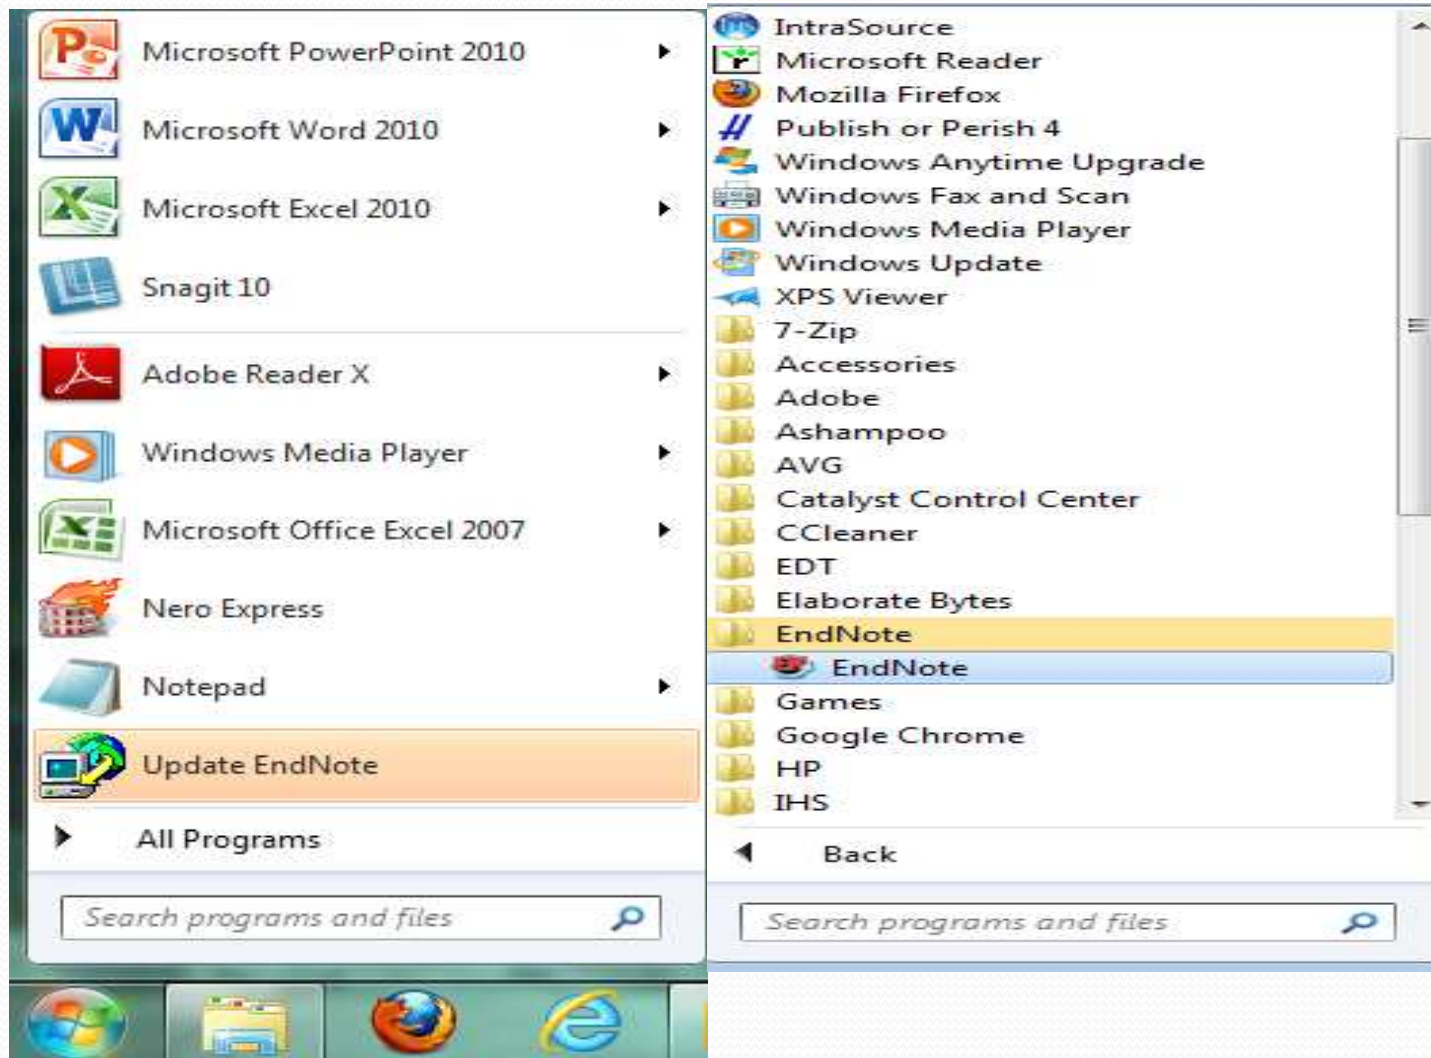 Microsoft PowerPoint 2010
Microsoft Word 2010
Microsoft Excel 2010
Snagit 10
Adobe Reader X
Windows Media Player
Microsoft Office Excel 2007
Nero Express
Notepad
Update EndNote
All Programs
Search programs and files
IntraSource
Microsoft Reader
Mozilla Firefox
Publish or Perish 4
Windows Anytime Upgrade
Windows Fax and Scan
Windows Media Player
Windows Update
XPS Viewer
7-Zip
Accessories
Adobe
Ashampoo
AVG
Catalyst Control Center
CCleaner
EDT
Elaborate Bytes
EndNote
EndNote
Games
Google Chrome
HP
IHS
Back
Search programs and files